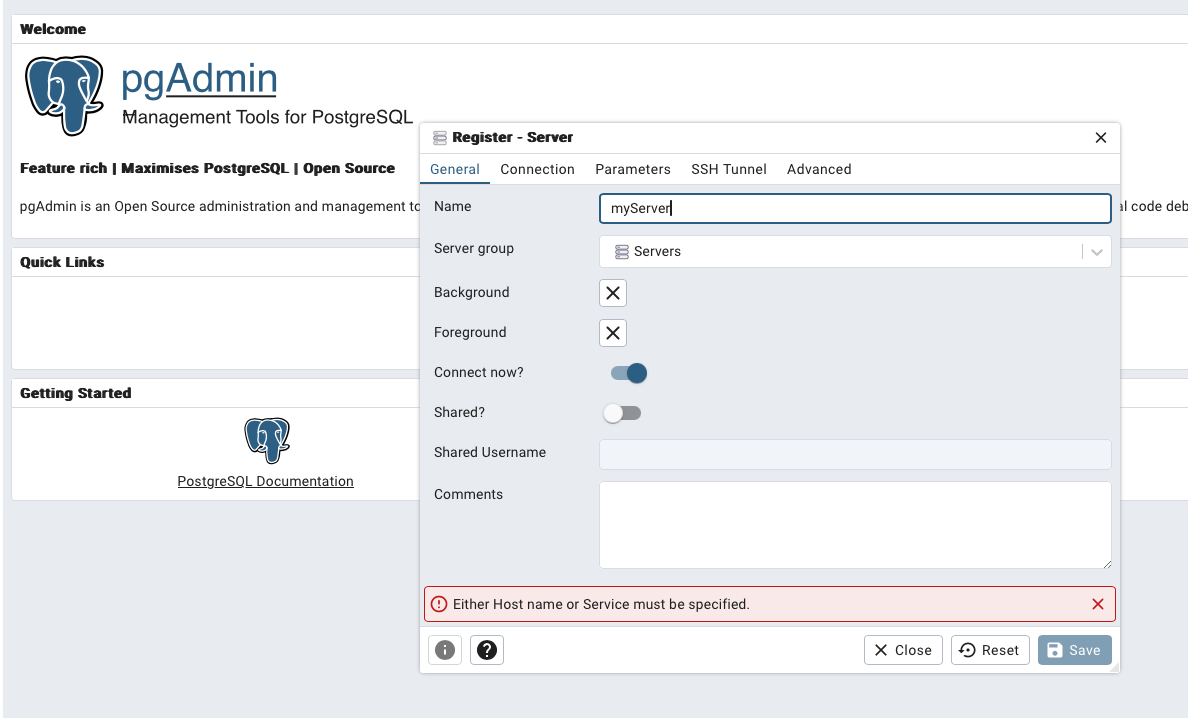 Welcome
pgAdmin
Management Tools for PostgreSQL
Feature rich | Maximises PostgreSQL | Open Source
pgAdmin is an Open Source administration and management to
al code deb
Quick Links
Getting Started
PostgreSQL Documentation
Register - Server
General Connection Parameters SSH Tunnel Advanced
Name myServer
Server group Servers
Background
Foreground
Connect now?
Shared?
Shared Username
Comments
Either Host name or Service must be specified.
Close Reset Save